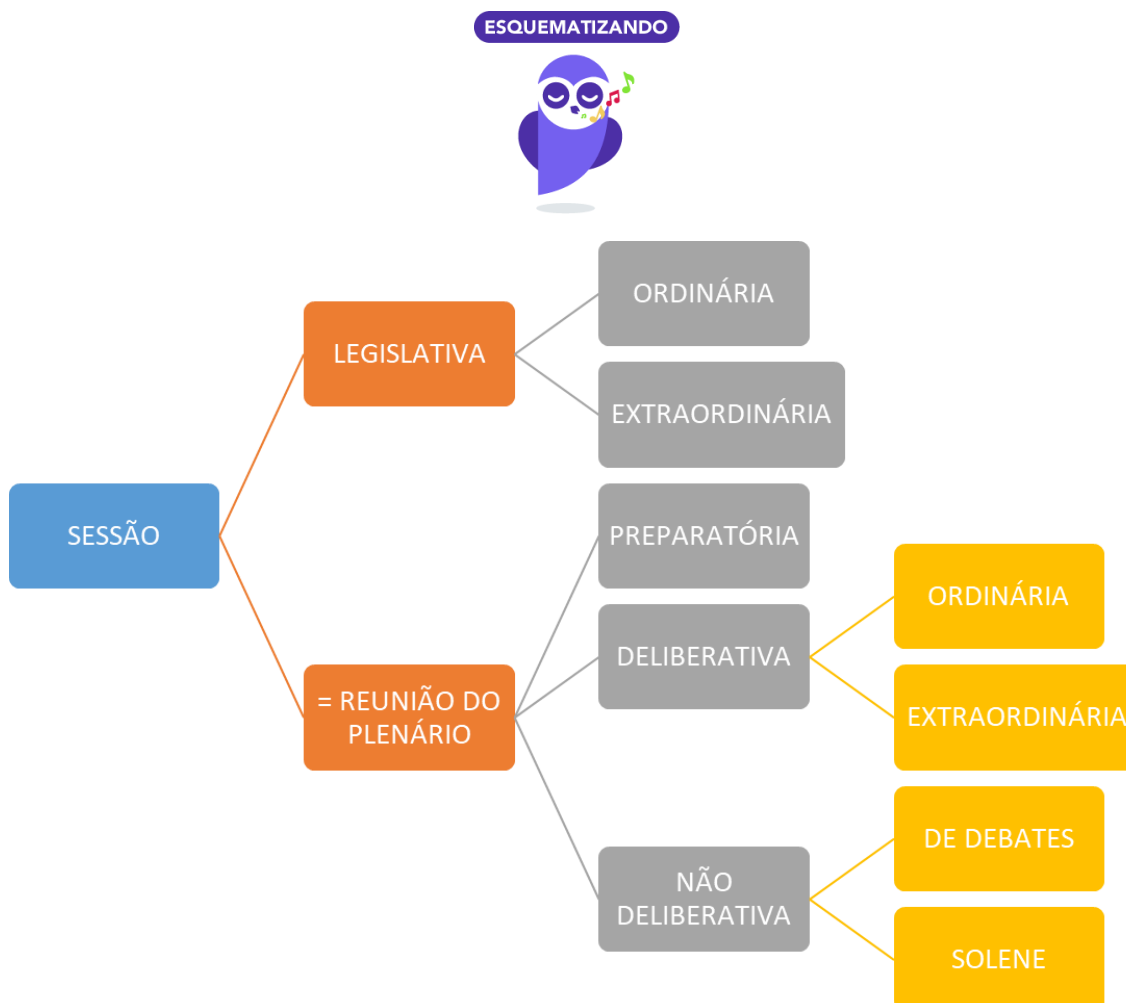 ESQUEMATIZANDO
ORDINÁRIA
LEGISLATIVA
EXTRAORDINÁRIA
SESSÃO
PREPARATÓRIA
ORDINÁRIA
DELIBERATIVA
= REUNIÃO DO
PLENÁRIO
EXTRAORDINÁRIA
DE DEBATES
NÃO
DELIBERATIVA
SOLENE